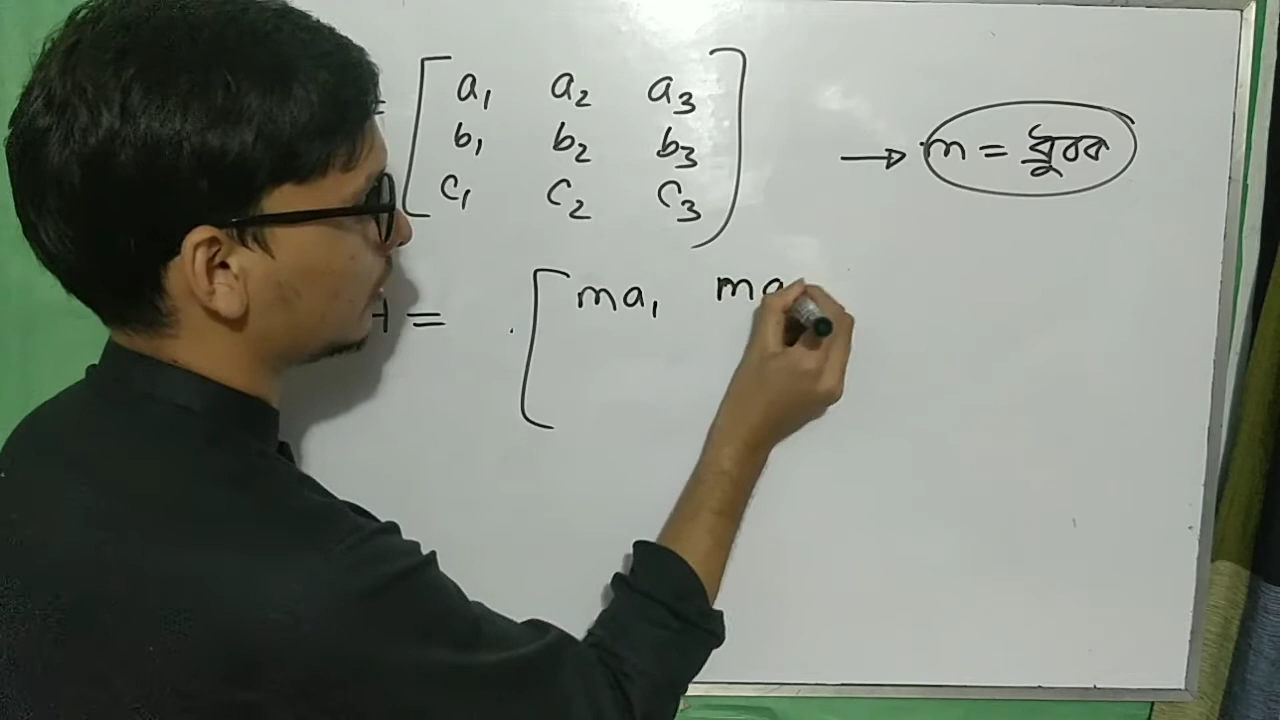 = [ a₁ a₂ a₃
b₁ b₂ b₃
c₁ c₂ c₃ ]
→ m = ধ্রুবক
= [ ma₁ ma